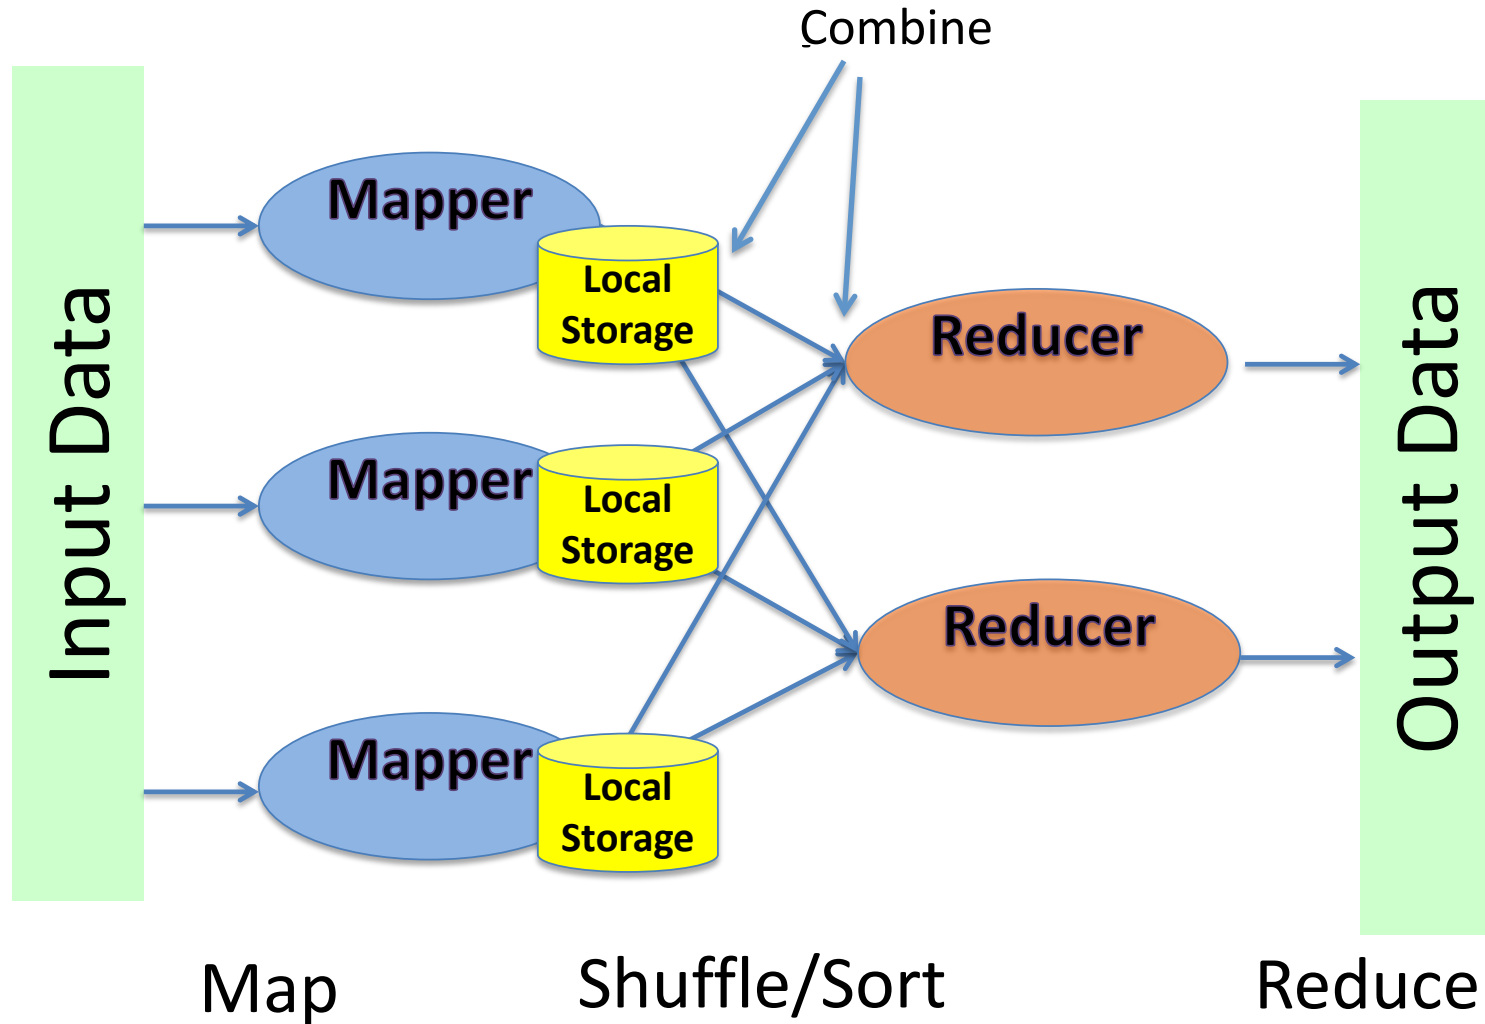 Combine
Input Data
Mapper
Local
Storage
Mapper
Local
Storage
Mapper
Local
Storage
Reducer
Reducer
Output Data
Map
Shuffle/Sort
Reduce